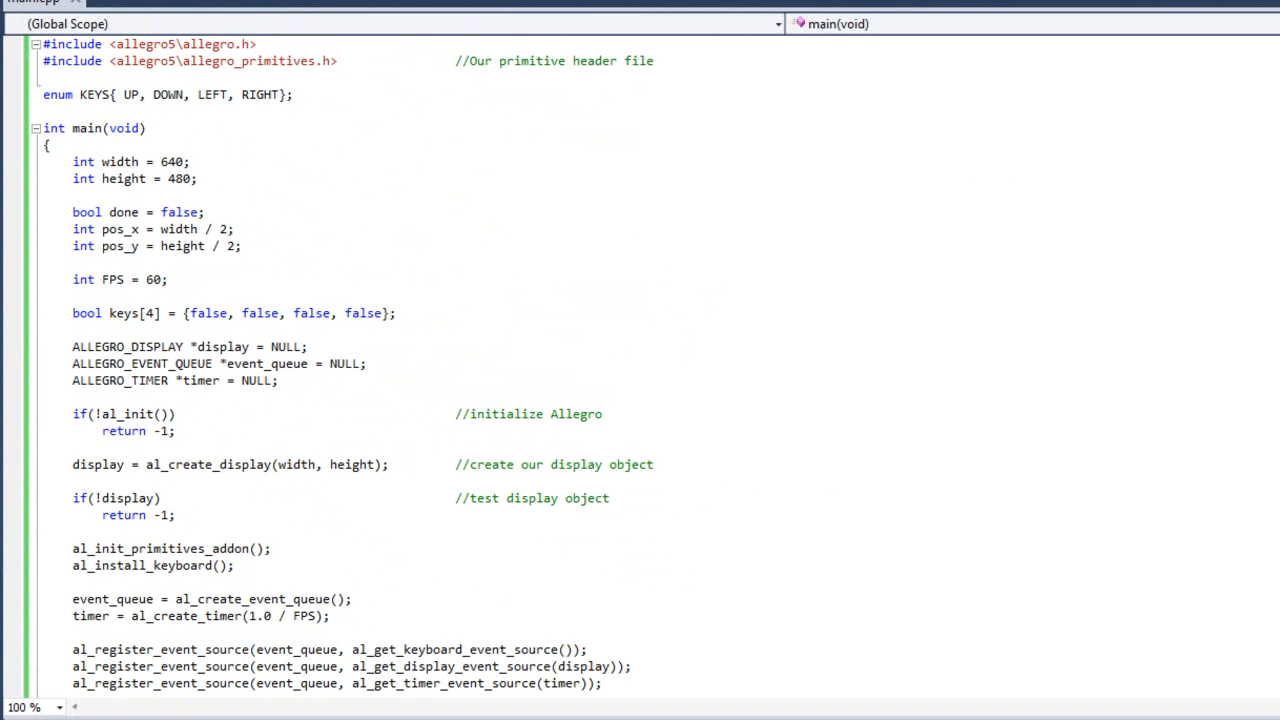 (Global Scope)
main(void)
#include <allegro5\allegro.h>
#include <allegro5\allegro_primitives.h> //Our primitive header file
enum KEYS{ UP, DOWN, LEFT, RIGHT};
int main(void)
{
int width = 640;
int height = 480;
bool done = false;
int pos_x = width / 2;
int pos_y = height / 2;
int FPS = 60;
bool keys[4] = {false, false, false, false};
ALLEGRO_DISPLAY *display = NULL;
ALLEGRO_EVENT_QUEUE *event_queue = NULL;
ALLEGRO_TIMER *timer = NULL;
if(!al_init()) //initialize Allegro
return -1;
display = al_create_display(width, height); //create our display object
if(!display) //test display object
return -1;
al_init_primitives_addon();
al_install_keyboard();
event_queue = al_create_event_queue();
timer = al_create_timer(1.0 / FPS);
al_register_event_source(event_queue, al_get_keyboard_event_source());
al_register_event_source(event_queue, al_get_display_event_source(display));
al_register_event_source(event_queue, al_get_timer_event_source(timer));
100 %